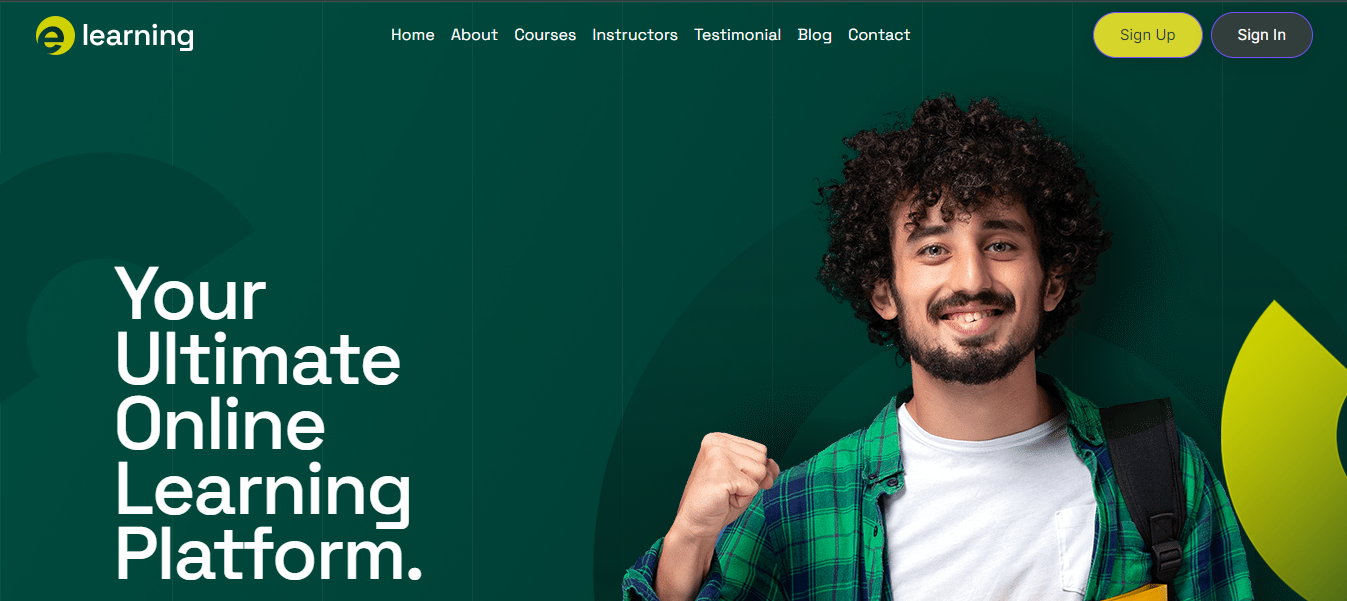 e learning
Home About Courses Instructors Testimonial Blog Contact
Sign Up Sign In
Your
Ultimate
Online
Learning
Platform.